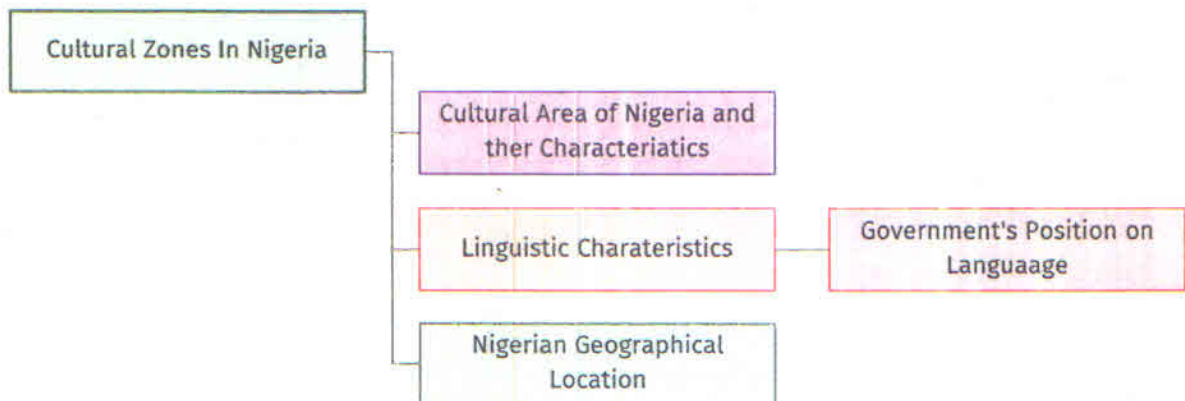 Cultural Zones In Nigeria
Cultural Area of Nigeria and
ther Characteriatics
Linguistic Charateristics
Government's Position on
Languaage
Nigerian Geographical
Location